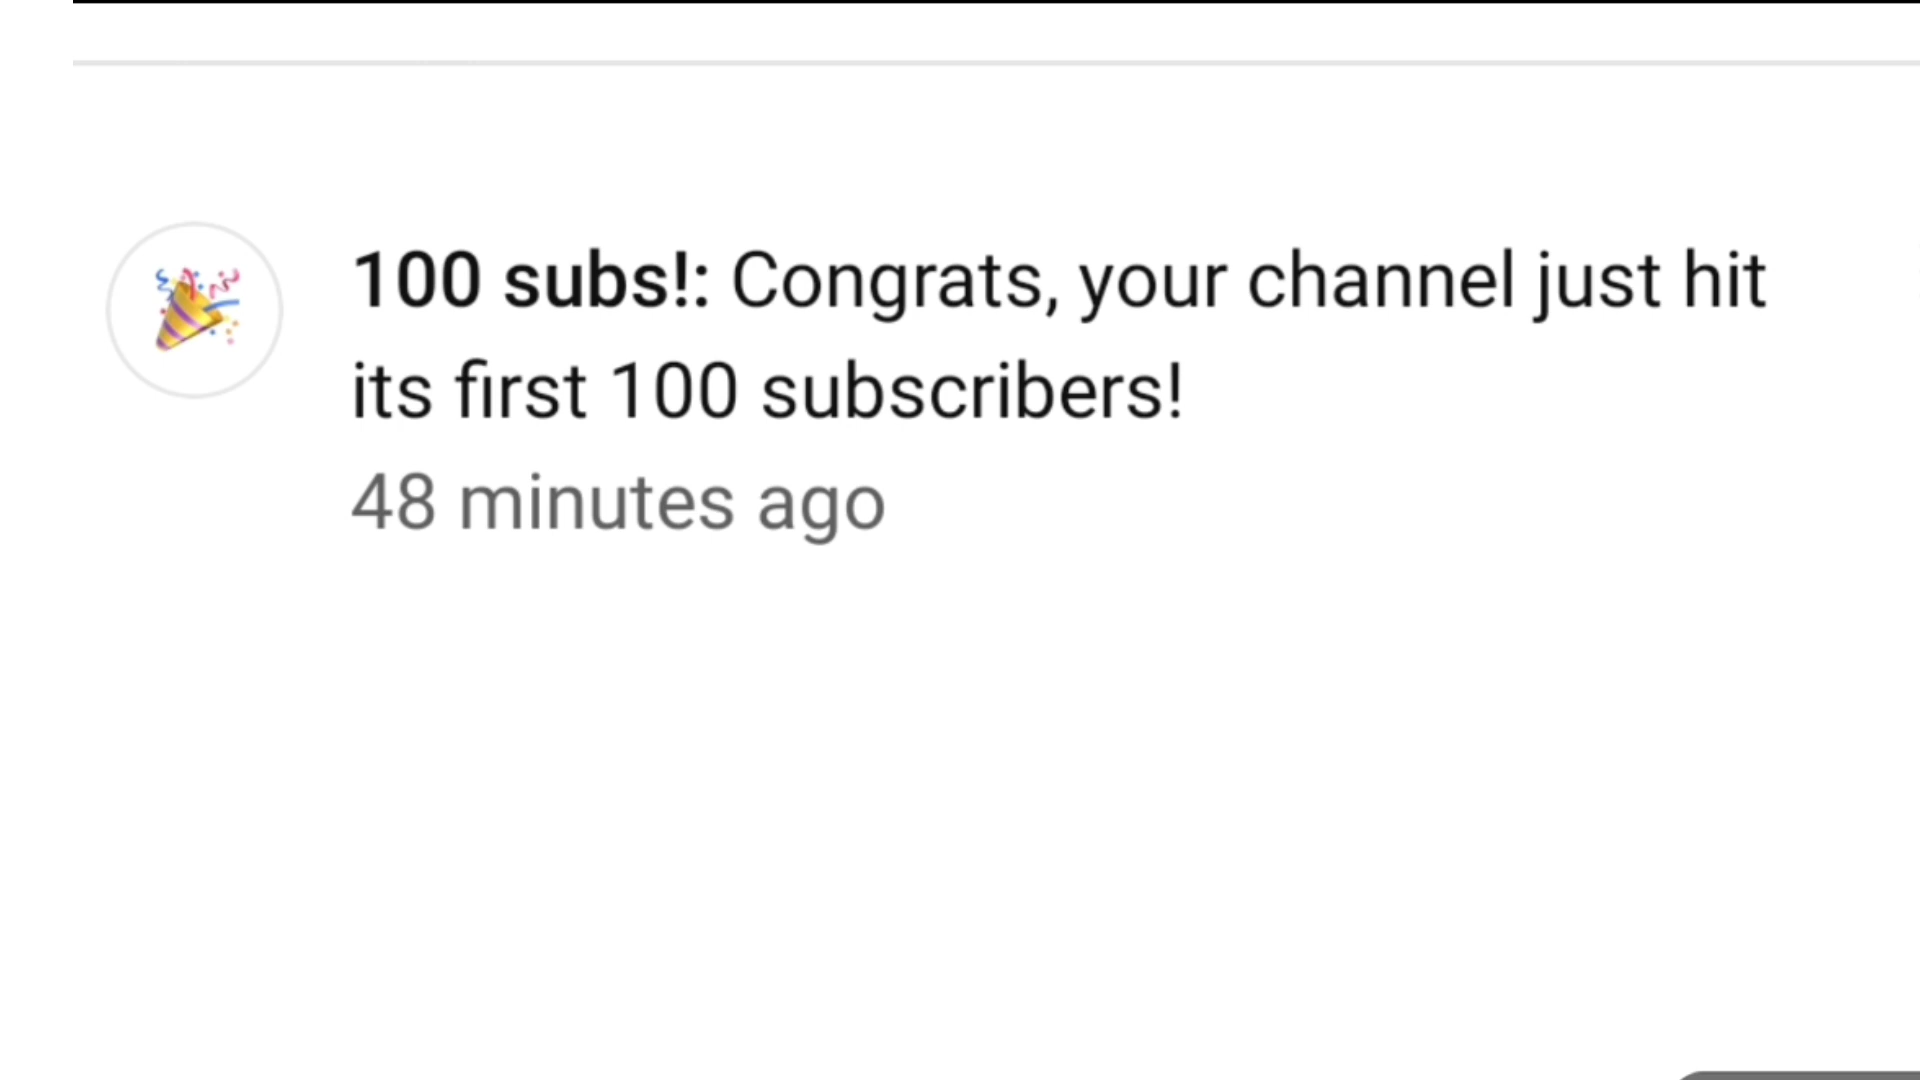 100 subs!: Congrats, your channel just hit
its first 100 subscribers!
48 minutes ago